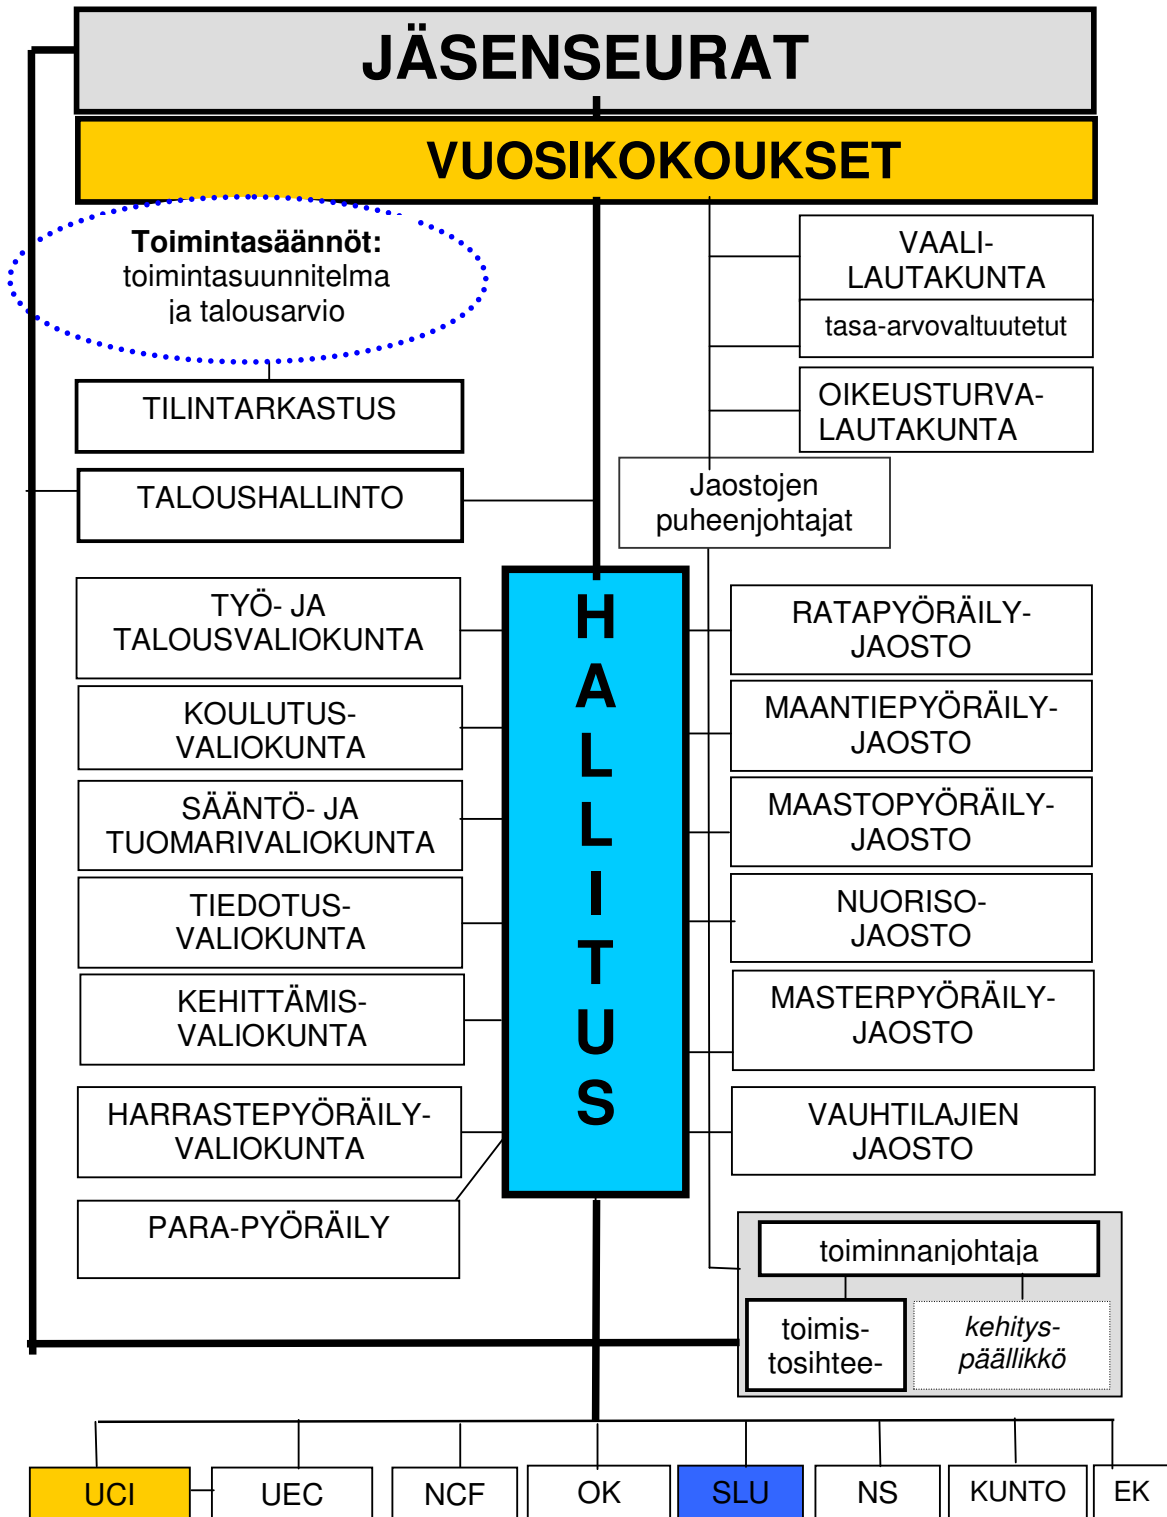 JÄSENSEURAT
VUOSIKOKOUKSET
Toimintasäännöt:
toimintasuunnitelma
ja talousarvio
VAALI-
LAUTAKUNTA
tasa-arvovaltuutetut
TILINTARKASTUS
OIKEUSTURVA-
LAUTAKUNTA
TALOUSHALLINTO
Jaostojen
puheenjohtajat
TYÖ- JA
TALOUSVALIOKUNTA
KOULUTUS-
VALIOKUNTA
SÄÄNTÖ- JA
TUOMARIVALIOKUNTA
TIEDOTUS-
VALIOKUNTA
KEHITTÄMIS-
VALIOKUNTA
HARRASTEPYÖRÄILY-
VALIOKUNTA
PARA-PYÖRÄILY
H
A
L
L
I
T
U
S
RATAPYÖRÄILY-
JAOSTO
MAANTIEPYÖRÄILY-
JAOSTO
MAASTOPYÖRÄILY-
JAOSTO
NUORISO-
JAOSTO
MASTERPYÖRÄILY-
JAOSTO
VAUHTILAJIEN
JAOSTO
toiminnanjohtaja
toimis-
tosihtee-
kehitys-
päällikkö
UCI
UEC
NCF
OK
SLU
NS
KUNTO
EK